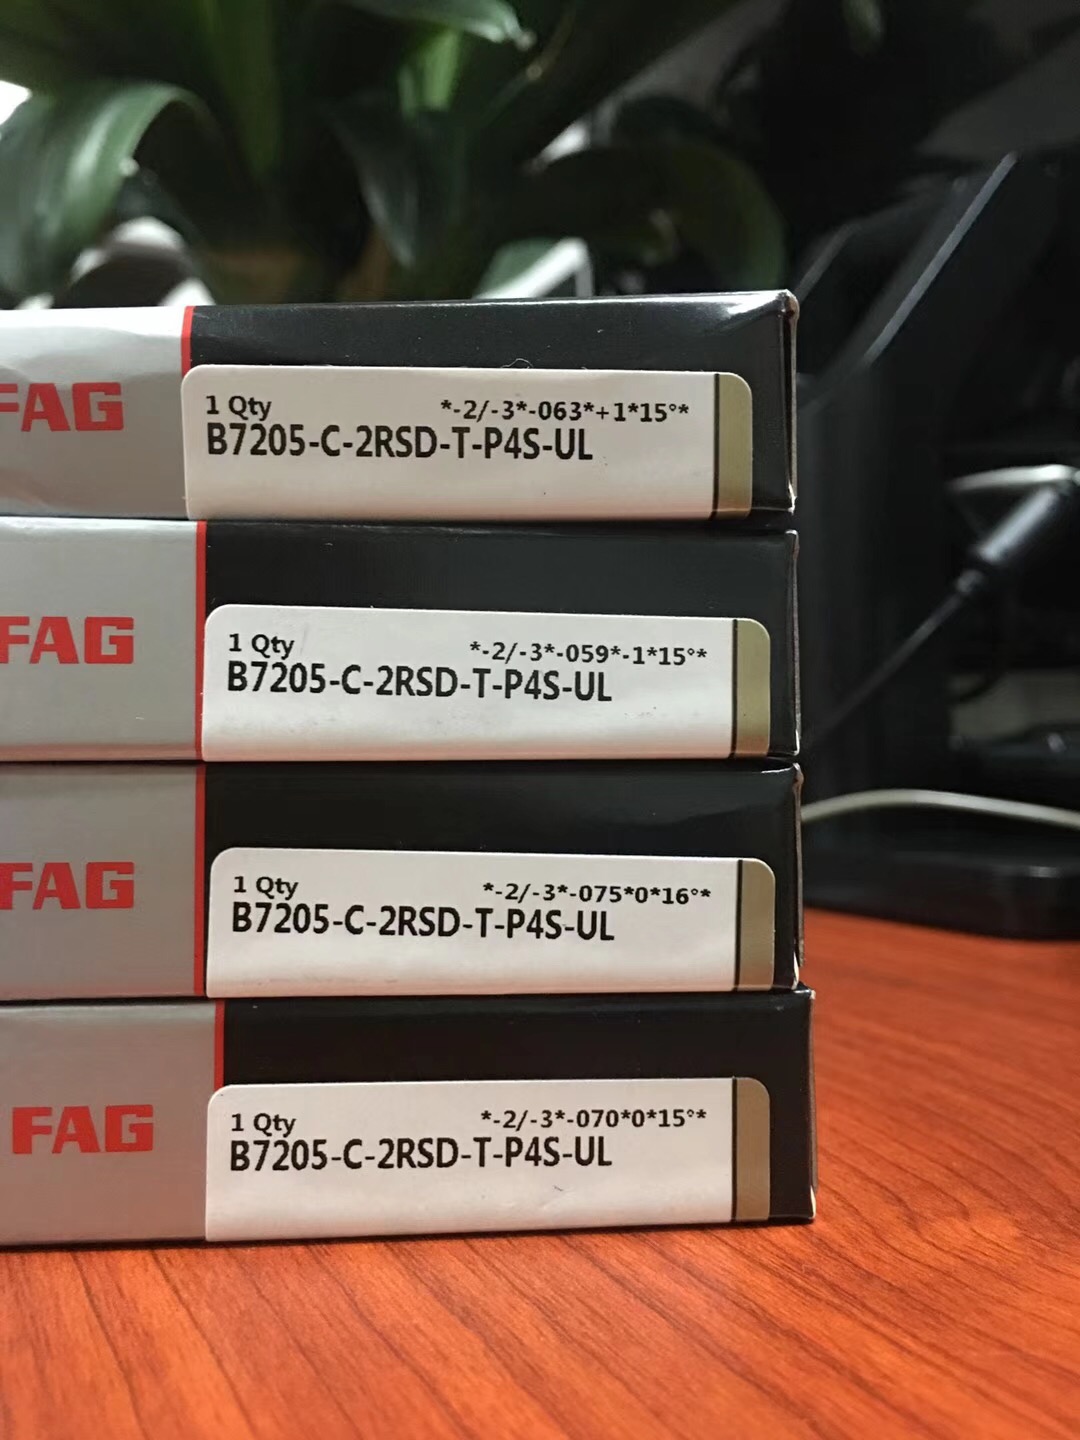 FAG
1 Qty *-2/-3*-063*+1*15°*
B7205-C-2RSD-T-P4S-UL
FAG
1 Qty *-2/-3*-059*-1*15°*
B7205-C-2RSD-T-P4S-UL
FAG
1 Qty *-2/-3*-075*0*16°*
B7205-C-2RSD-T-P4S-UL
FAG
1 Qty *-2/-3*-070*0*15°*
B7205-C-2RSD-T-P4S-UL